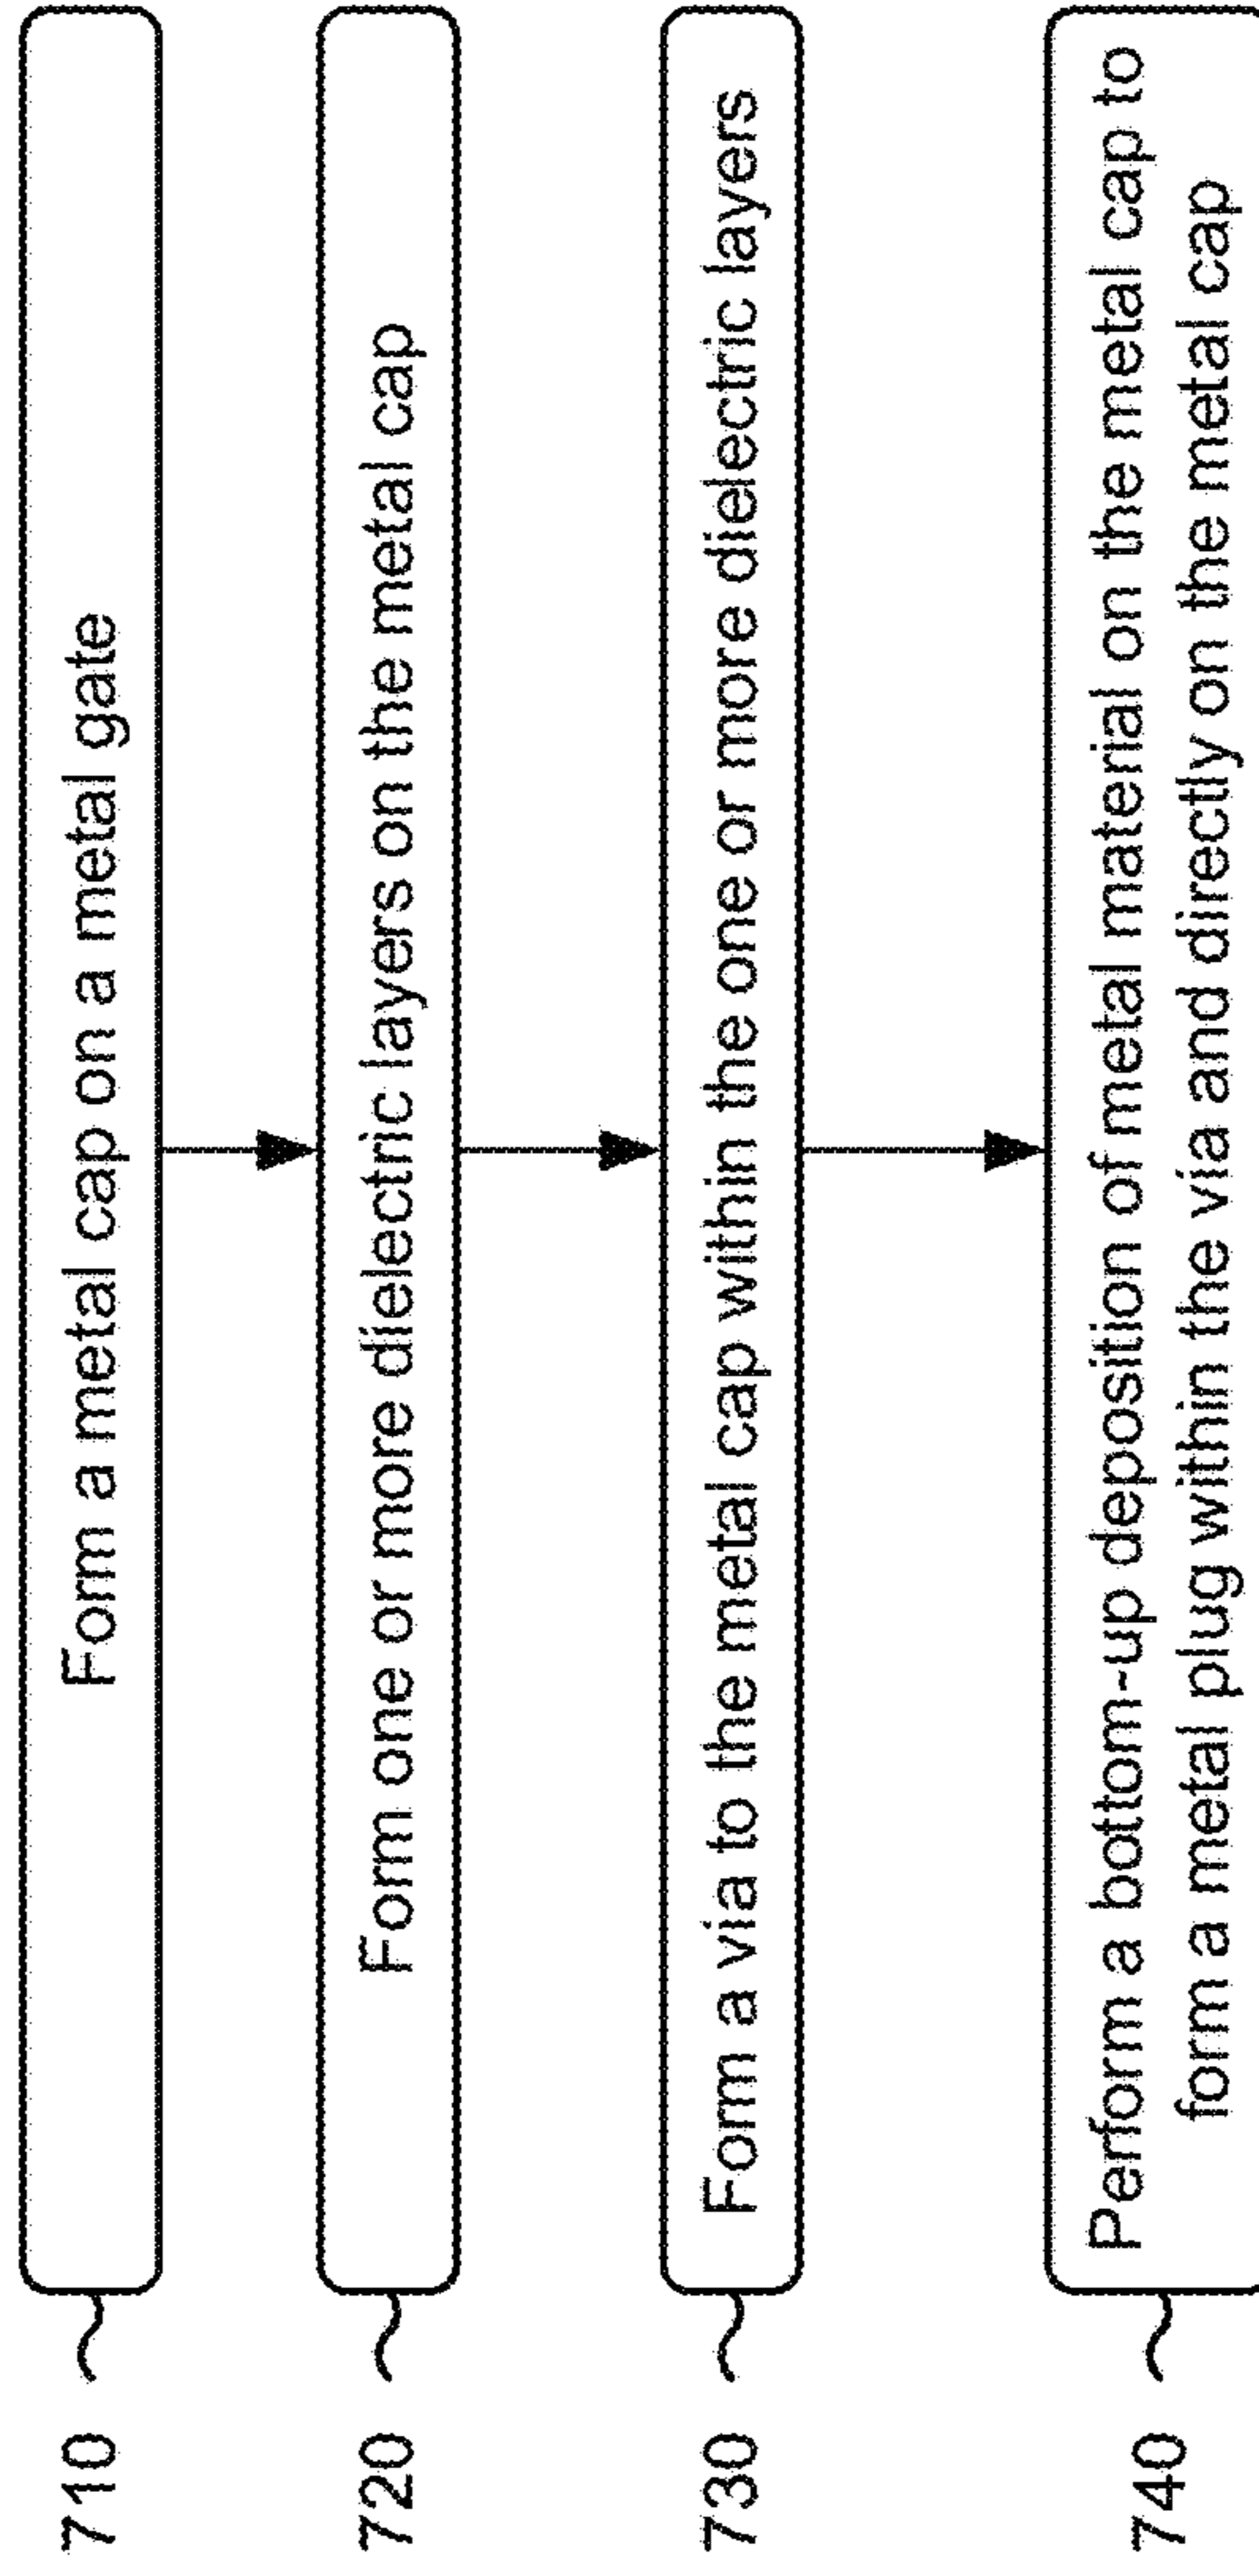 710
Form a metal cap on a metal gate
720
Form one or more dielectric layers on the metal cap
730
Form a via to the metal cap within the one or more dielectric layers
740
Perform a bottom-up deposition of metal material on the metal cap to
form a metal plug within the via and directly on the metal cap